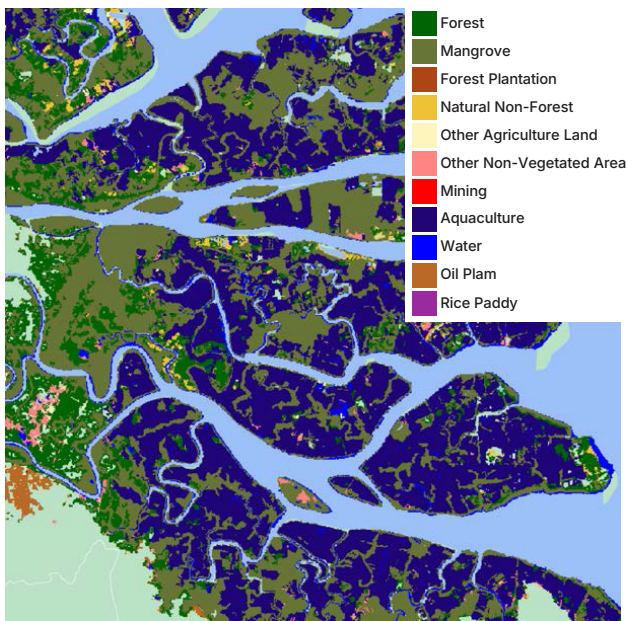 Forest
Mangrove
Forest Plantation
Natural Non-Forest
Other Agriculture Land
Other Non-Vegetated Area
Mining
Aquaculture
Water
Oil Plam
Rice Paddy